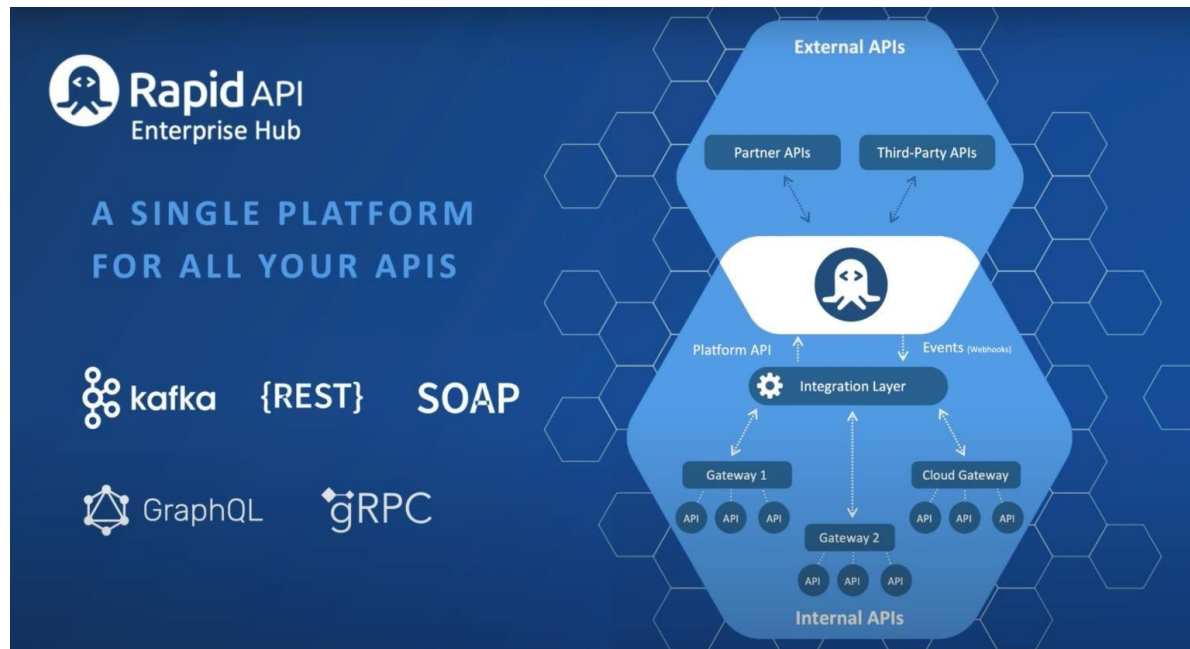 Rapid API
Enterprise Hub
A SINGLE PLATFORM
FOR ALL YOUR APIS
kafka
{REST}
SOAP
GraphQL
gRPC
External APIs
Partner APIs
Third-Party APIs
< >
Platform API
Events (Webhooks)
Integration Layer
Gateway 1
Cloud Gateway
API API API
API API API
Gateway 2
API API API
Internal APIs